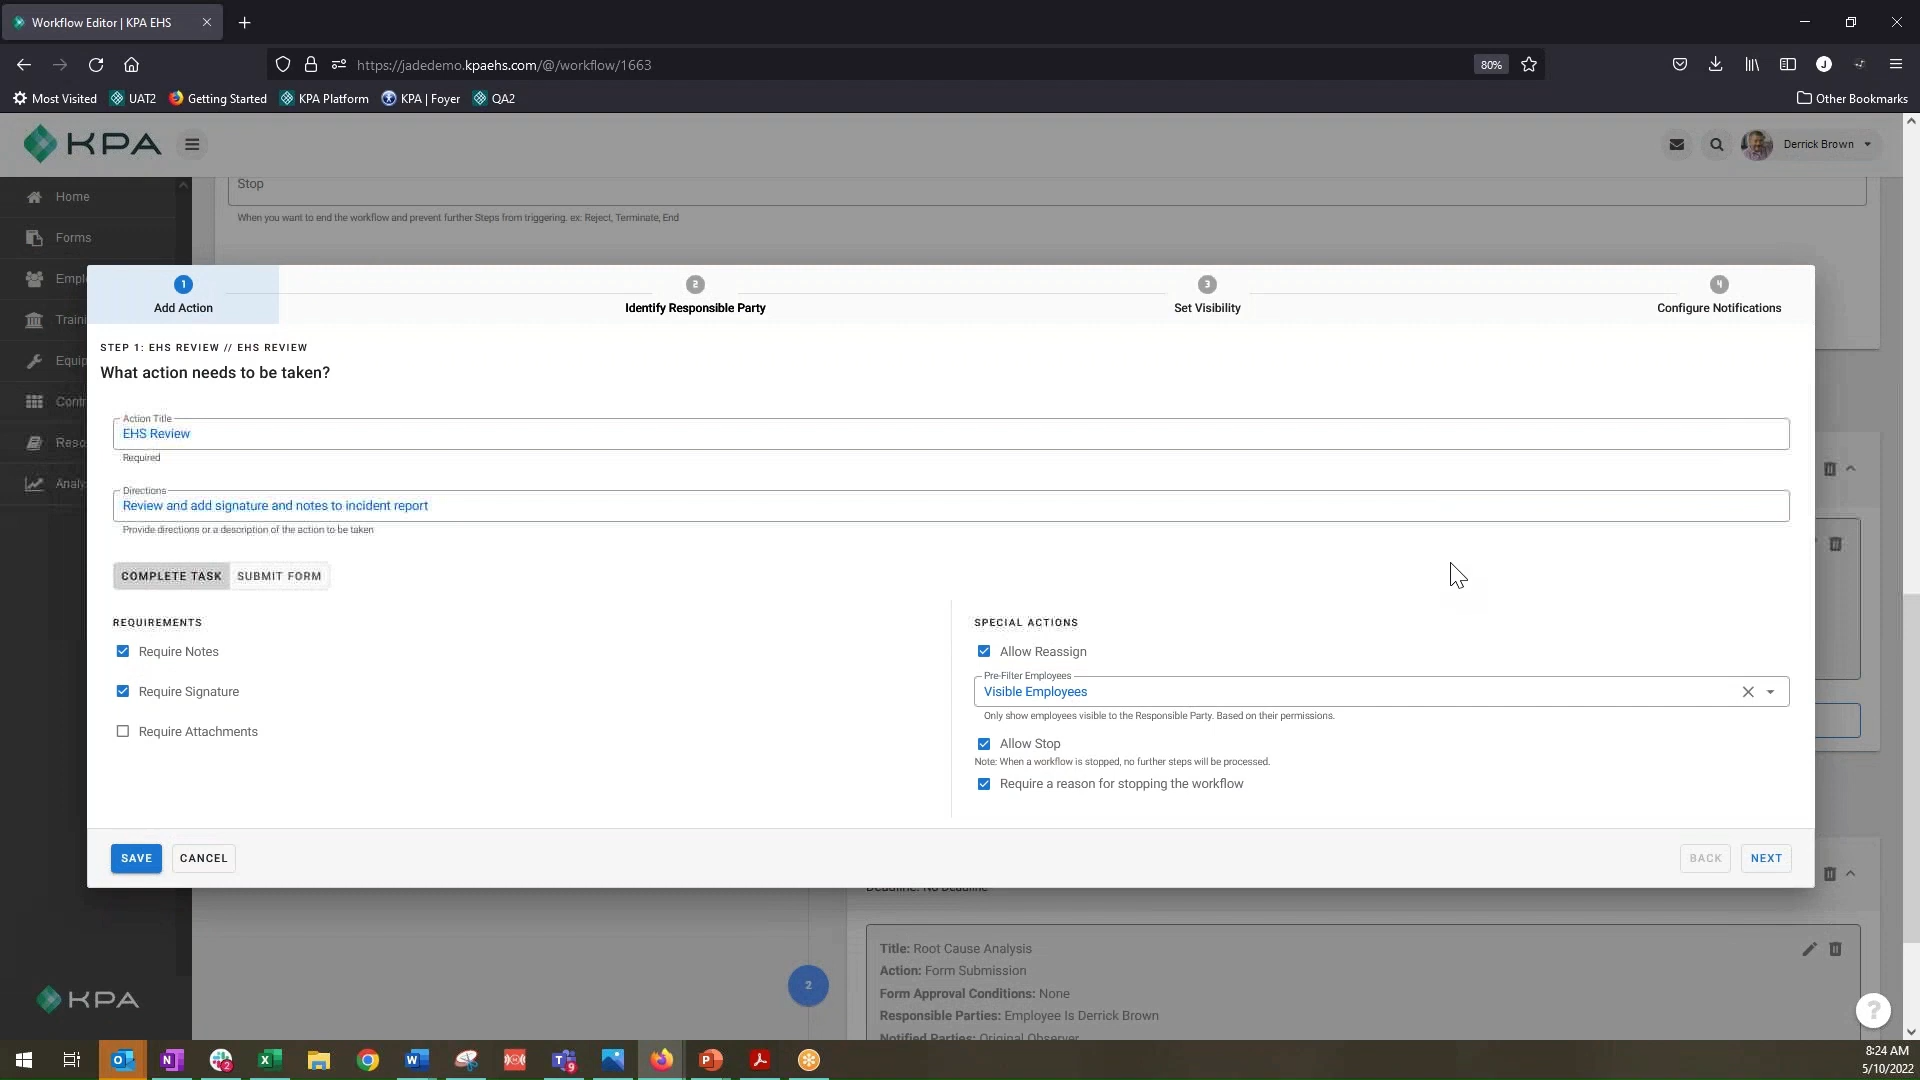 Workflow Editor | KPA EHS
https://jadedemo.kpaehs.com/@/workflow/1663
80%
Most Visited
UAT2
Getting Started
KPA Platform
KPA | Foyer
QA2
Other Bookmarks
KPA
Derrick Brown
Home
Forms
Empl
Traini
Equip
Contr
Reso
Analy
KPA
Stop
When you want to end the workflow and prevent further Steps from triggering. ex: Reject, Terminate, End
1
Add Action
2
Identify Responsible Party
3
Set Visibility
4
Configure Notifications
STEP 1: EHS REVIEW // EHS REVIEW
What action needs to be taken?
Action Title
EHS Review
Required
Directions
Review and add signature and notes to incident report
Provide directions or a description of the action to be taken
COMPLETE TASK
SUBMIT FORM
REQUIREMENTS
Require Notes
Require Signature
Require Attachments
SPECIAL ACTIONS
Allow Reassign
Pre-Filter Employees
Visible Employees
Only show employees visible to the Responsible Party. Based on their permissions.
Allow Stop
Note: When a workflow is stopped, no further steps will be processed.
Require a reason for stopping the workflow
SAVE
CANCEL
BACK
NEXT
Deadline: No Deadline
2
Title: Root Cause Analysis
Action: Form Submission
Form Approval Conditions: None
Responsible Parties: Employee Is Derrick Brown
Notified Parties: Original Observer
?
8:24 AM
5/10/2022